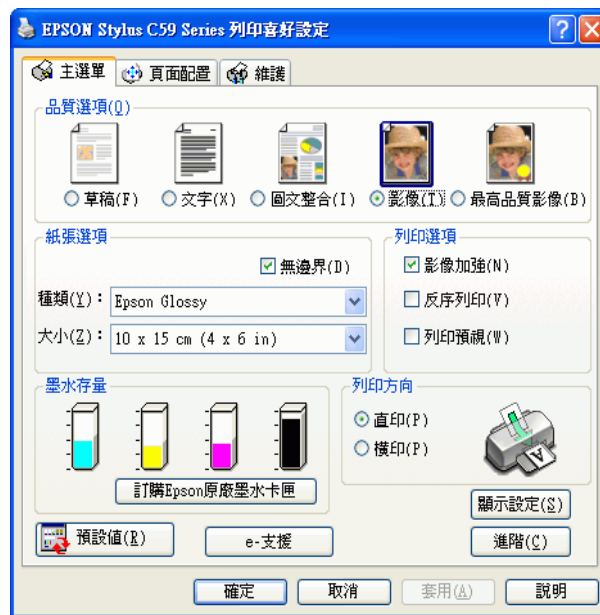 EPSON Stylus C59 Series 列印喜好設定
主選單 頁面配置 維護
品質選項(Q)
草稿(F) 文字(X) 圖文整合(I) 影像(T) 最高品質影像(B)
紙張選項
無邊界(D)
種類(Y): Epson Glossy
大小(Z): 10 x 15 cm (4 x 6 in)
列印選項
影像加強(N)
反序列印(V)
列印預視(W)
墨水存量
訂購Epson原廠墨水卡匣
列印方向
直印(P)
橫印(P)
A
顯示設定(S)
預設值(R) e-支援 進階(C)
確定 取消 套用(A) 說明